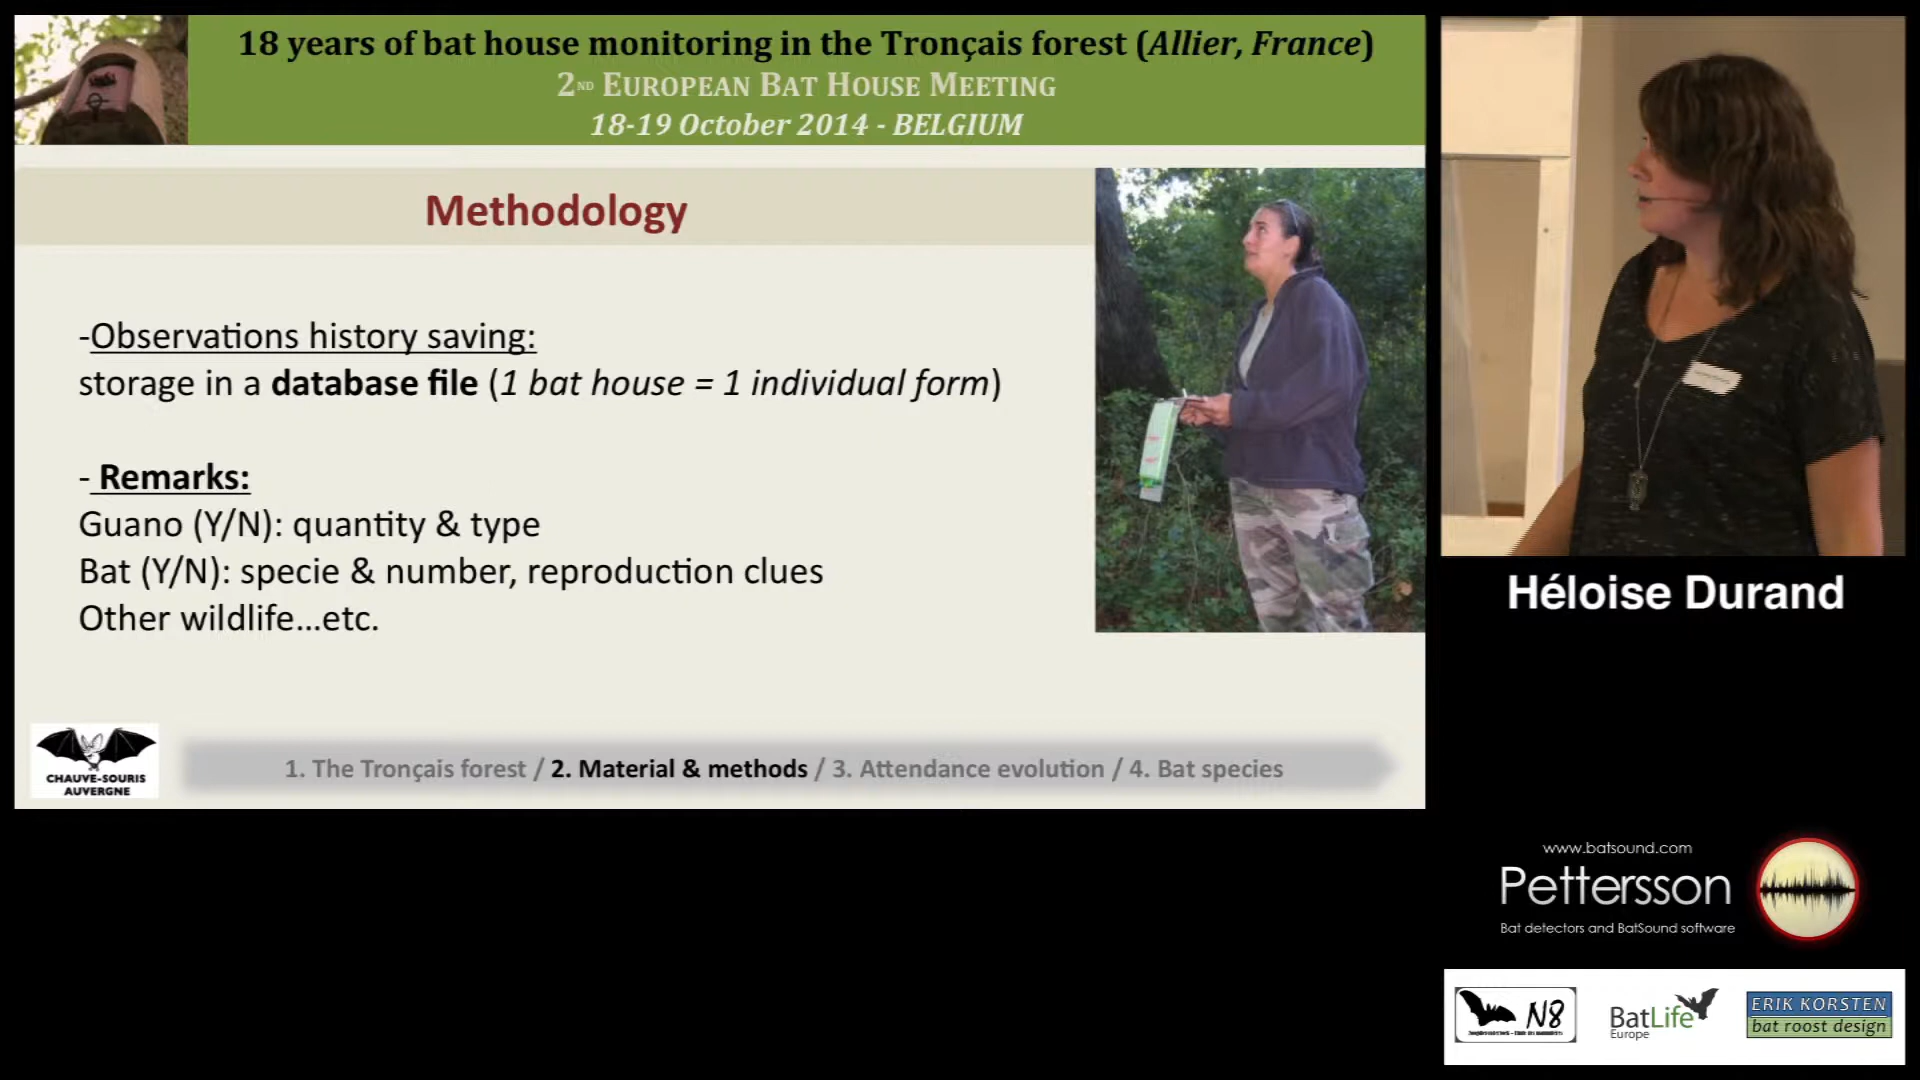 18 years of bat house monitoring in the Tronçais forest (Allier, France)
2ND EUROPEAN BAT HOUSE MEETING
18-19 October 2014 - BELGIUM
Methodology
-Observations history saving:
storage in a database file (1 bat house = 1 individual form)
- Remarks:
Guano (Y/N): quantity & type
Bat (Y/N): specie & number, reproduction clues
Other wildlife...etc.
CHAUVE-SOURIS
AUVERGNE
1. The Tronçais forest / 2. Material & methods / 3. Attendance evolution / 4. Bat species
Héloise Durand
www.batsound.com
Pettersson
Bat detectors and BatSound software
N8
BatLife
Europe
ERIK KORSTEN
bat roost design